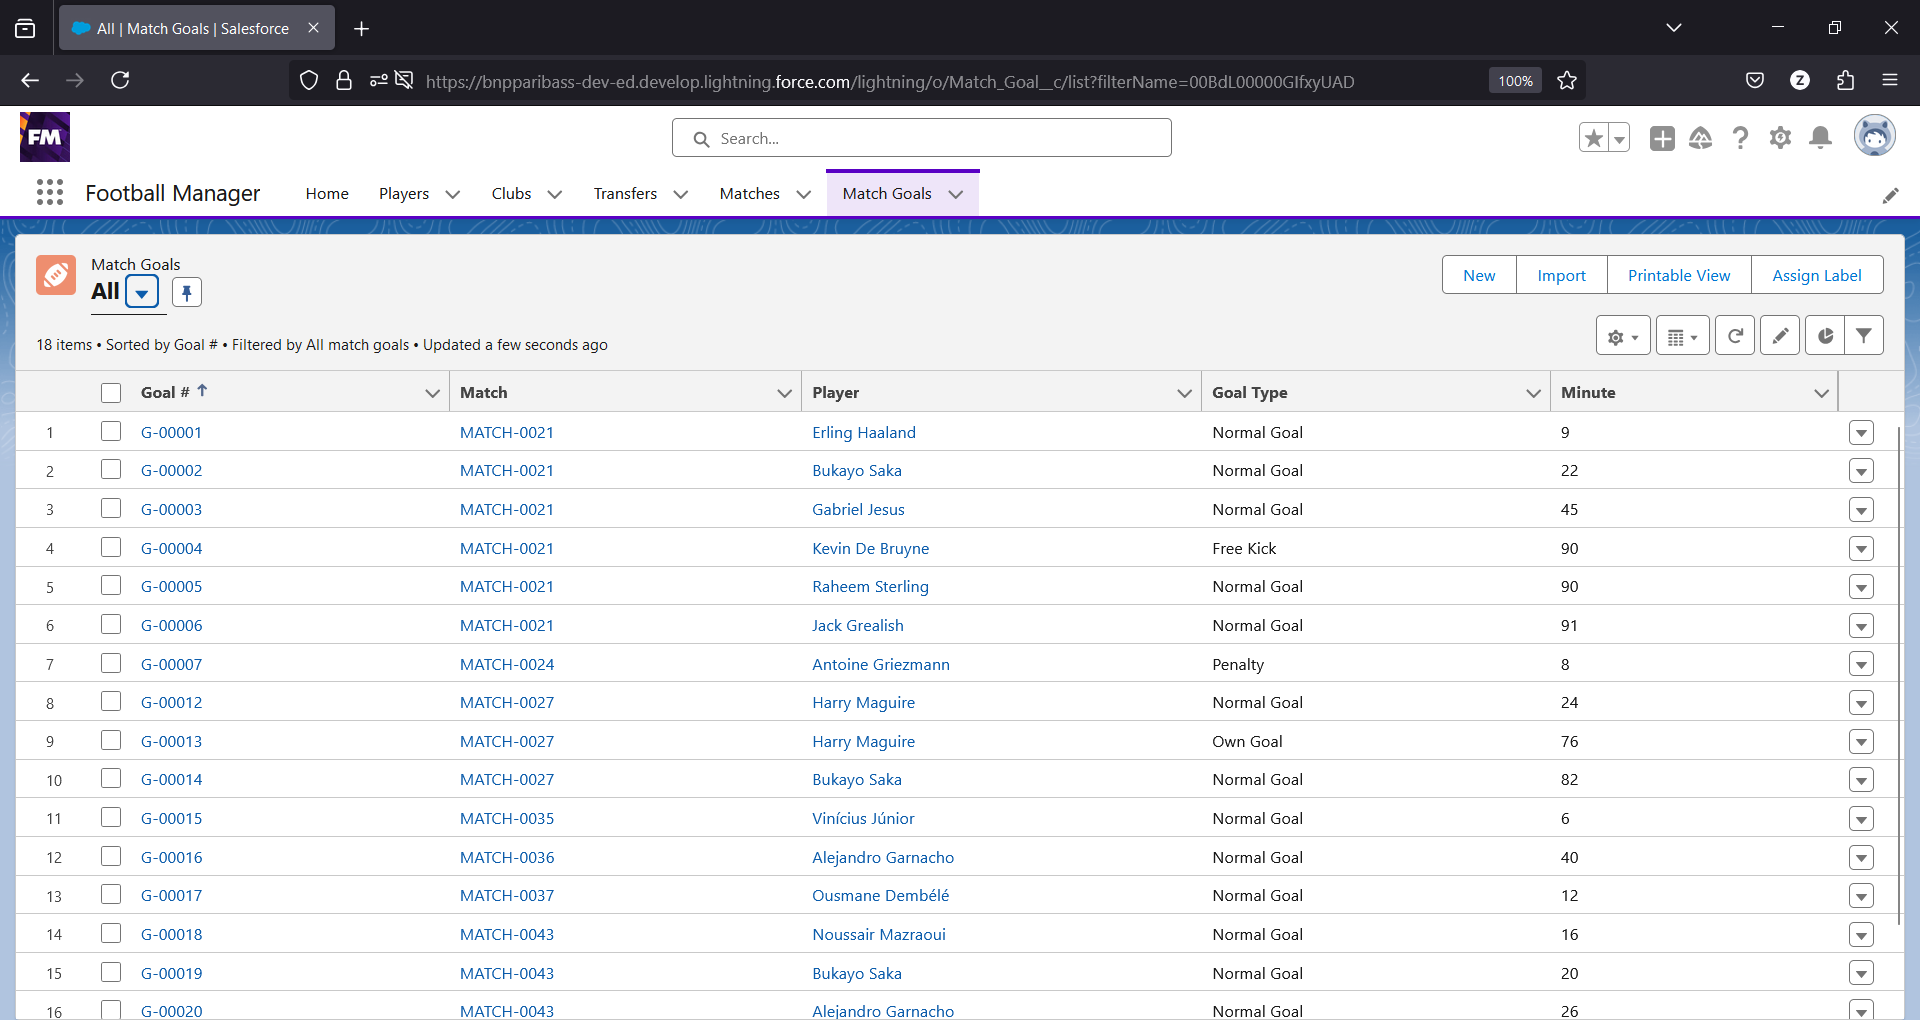 All | Match Goals | Salesforce
https://bnpparibass-dev-ed.develop.lightning.force.com/lightning/o/Match_Goal__c/list?filterName=00BdL00000GIfxyUAD 100% Z
FM Search...
Football Manager Home Players Clubs Transfers Matches Match Goals
Match Goals
All
New Import Printable View Assign Label
18 items • Sorted by Goal # • Filtered by All match goals • Updated a few seconds ago
Goal # Match Player Goal Type Minute
1 G-00001 MATCH-0021 Erling Haaland Normal Goal 9
2 G-00002 MATCH-0021 Bukayo Saka Normal Goal 22
3 G-00003 MATCH-0021 Gabriel Jesus Normal Goal 45
4 G-00004 MATCH-0021 Kevin De Bruyne Free Kick 90
5 G-00005 MATCH-0021 Raheem Sterling Normal Goal 90
6 G-00006 MATCH-0021 Jack Grealish Normal Goal 91
7 G-00007 MATCH-0024 Antoine Griezmann Penalty 8
8 G-00012 MATCH-0027 Harry Maguire Normal Goal 24
9 G-00013 MATCH-0027 Harry Maguire Own Goal 76
10 G-00014 MATCH-0027 Bukayo Saka Normal Goal 82
11 G-00015 MATCH-0035 Vinícius Júnior Normal Goal 6
12 G-00016 MATCH-0036 Alejandro Garnacho Normal Goal 40
13 G-00017 MATCH-0037 Ousmane Dembélé Normal Goal 12
14 G-00018 MATCH-0043 Noussair Mazraoui Normal Goal 16
15 G-00019 MATCH-0043 Bukayo Saka Normal Goal 20
16 G-00020 MATCH-0043 Alejandro Garnacho Normal Goal 26